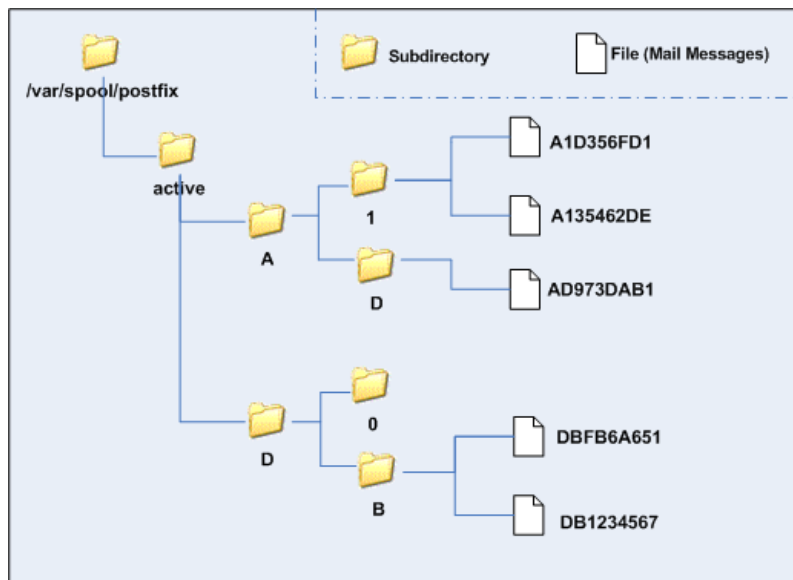 Subdirectory
File (Mail Messages)
/var/spool/postfix
active
A
1
A1D356FD1
A135462DE
D
AD973DAB1
D
0
B
DBFB6A651
DB1234567